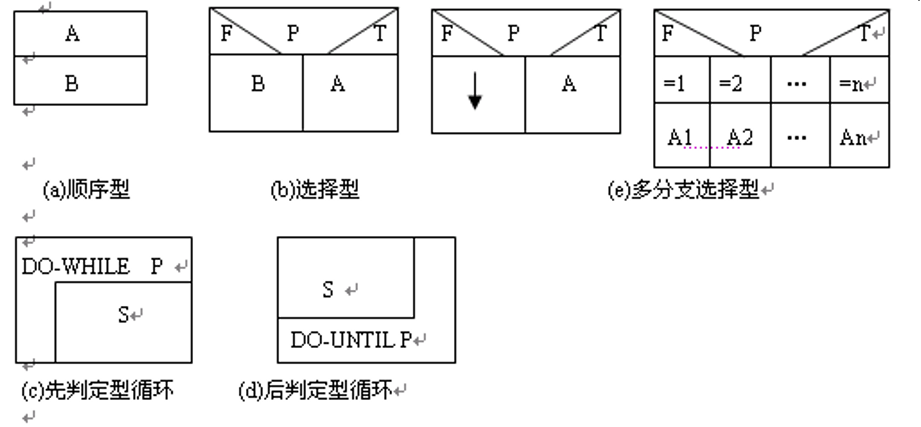 A
B
F P T
B A
F P T
A
F P T
=1 =2 ... =n
A1 A2 ... An
(a)顺序型
(b)选择型
(e)多分支选择型
DO-WHILE P
S
S
DO-UNTIL P
(c)先判定型循环
(d)后判定型循环